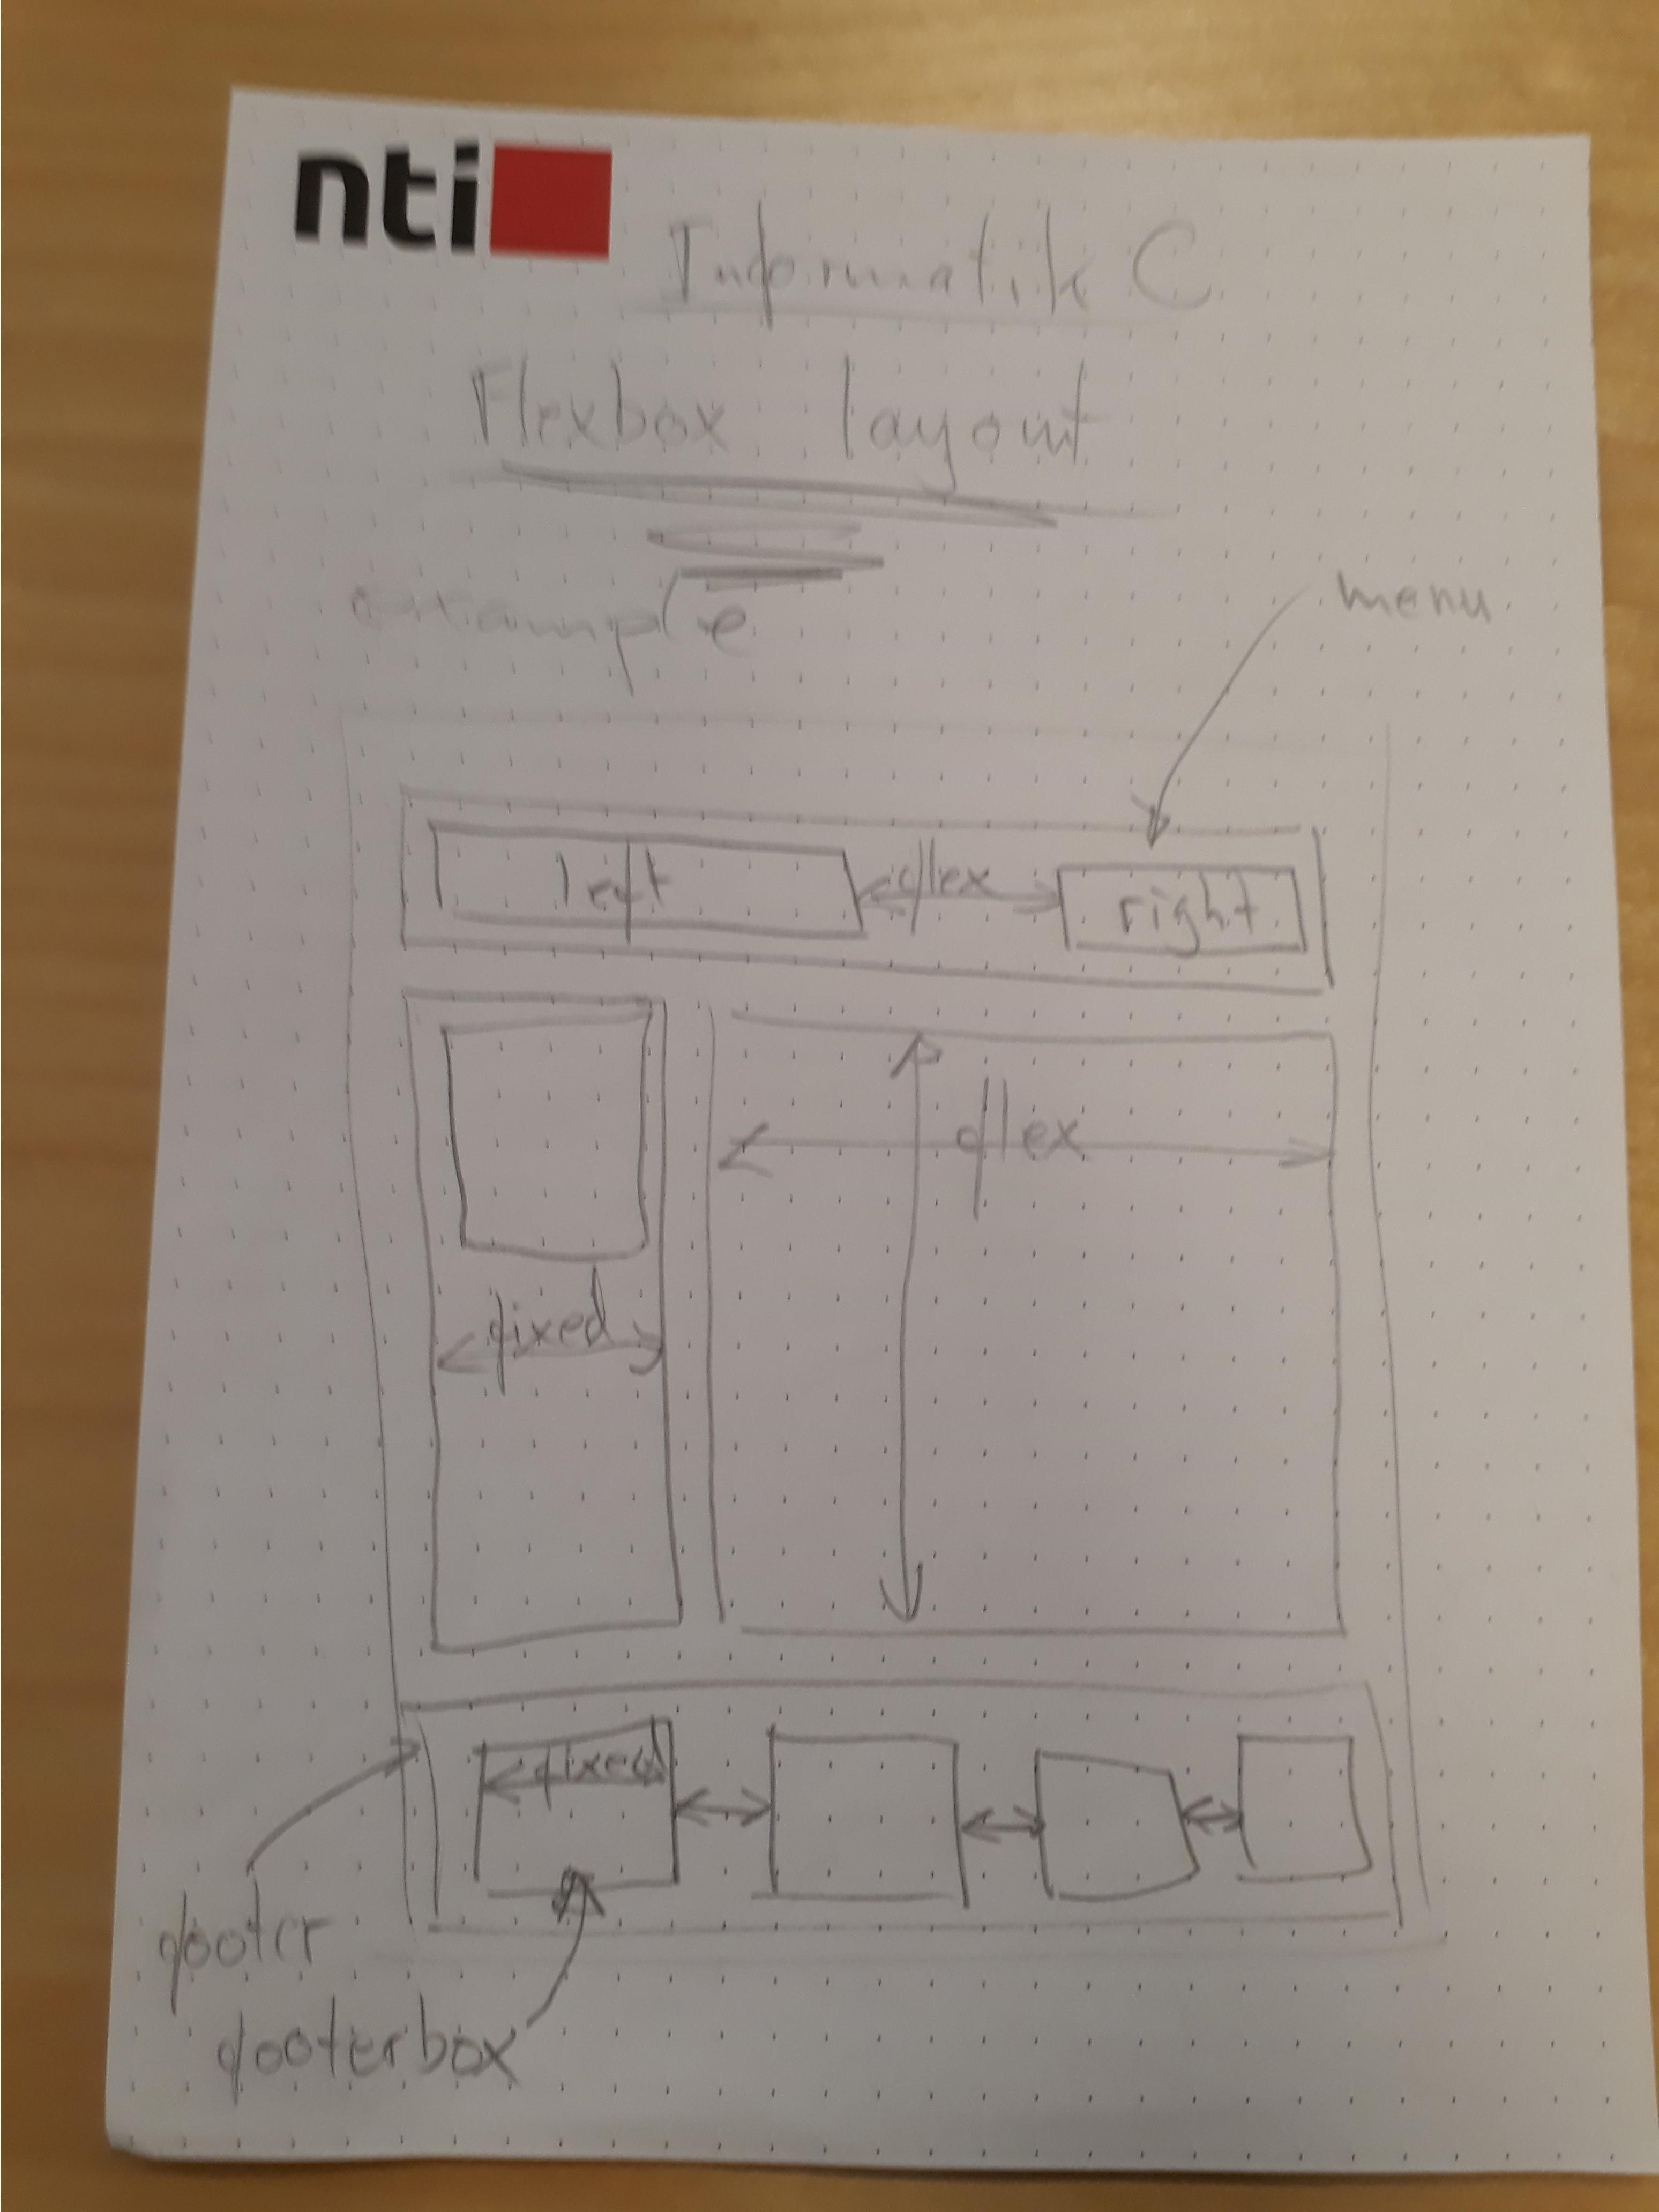 nti
Informatik C
Flexbox layout
example
menu
left
flex
right
flex
fixed
fixed
footer
footerbox